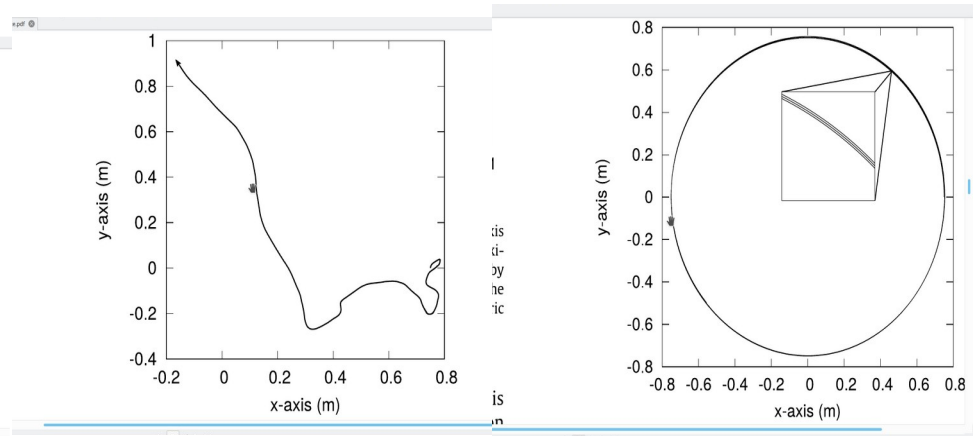 e.pdf
1
0.8
0.6
0.4
0.2
0
-0.2
-0.4
-0.2 0 0.2 0.4 0.6 0.8
x-axis (m)
y-axis (m)
l
xis
xi-
by
he
ric
is
0.8
0.6
0.4
0.2
0
-0.2
-0.4
-0.6
-0.8
-0.8 -0.6 -0.4 -0.2 0 0.2 0.4 0.6 0.8
x-axis (m)
y-axis (m)